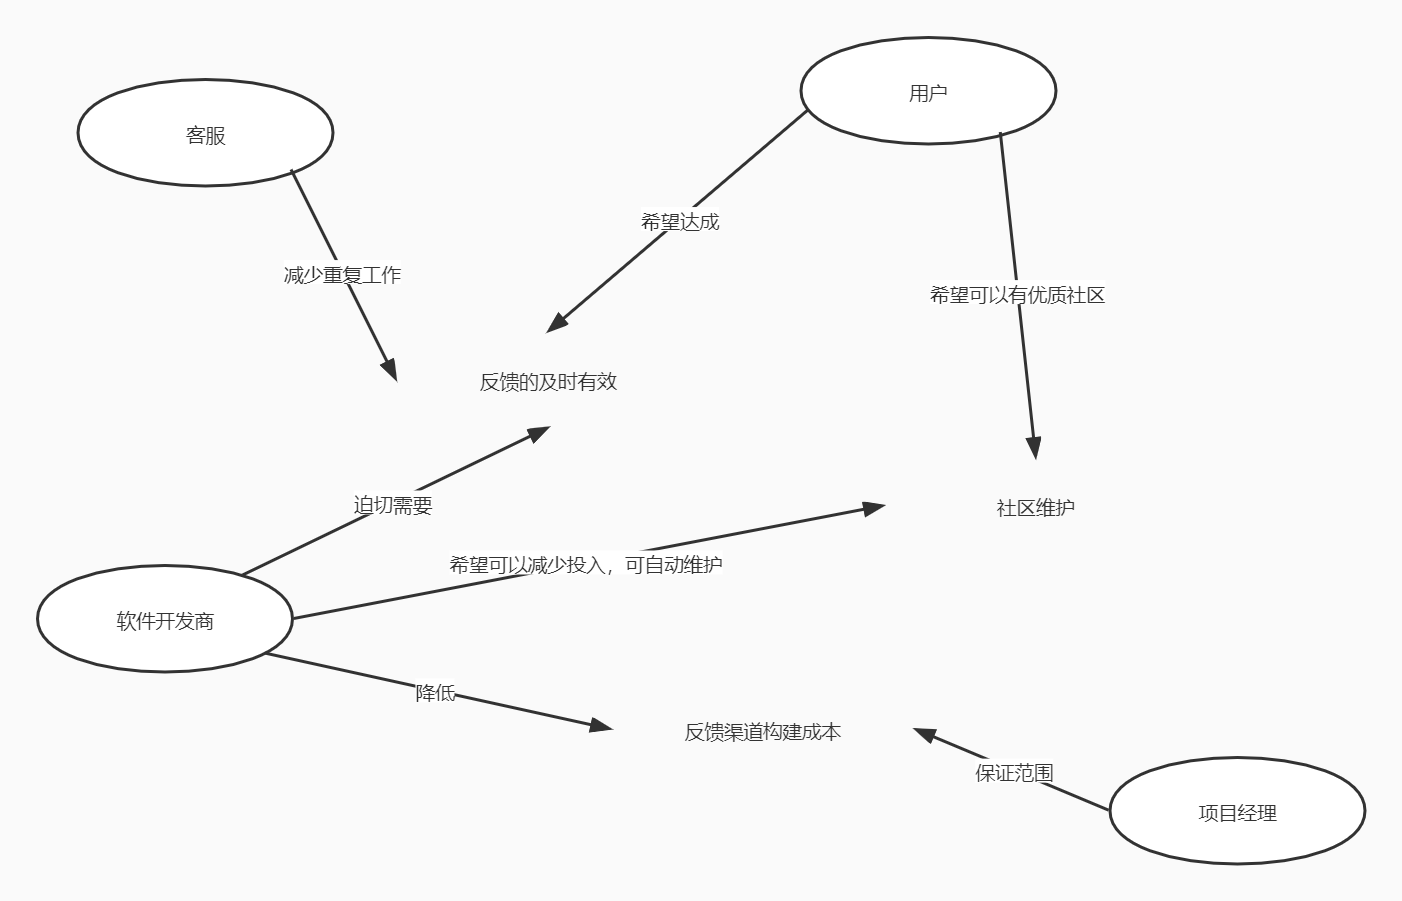 用户
客服
希望达成
减少重复工作
希望可以有优质社区
反馈的及时有效
迫切需要
社区维护
希望可以减少投入，可自动维护
软件开发商
降低
反馈渠道构建成本
保证范围
项目经理